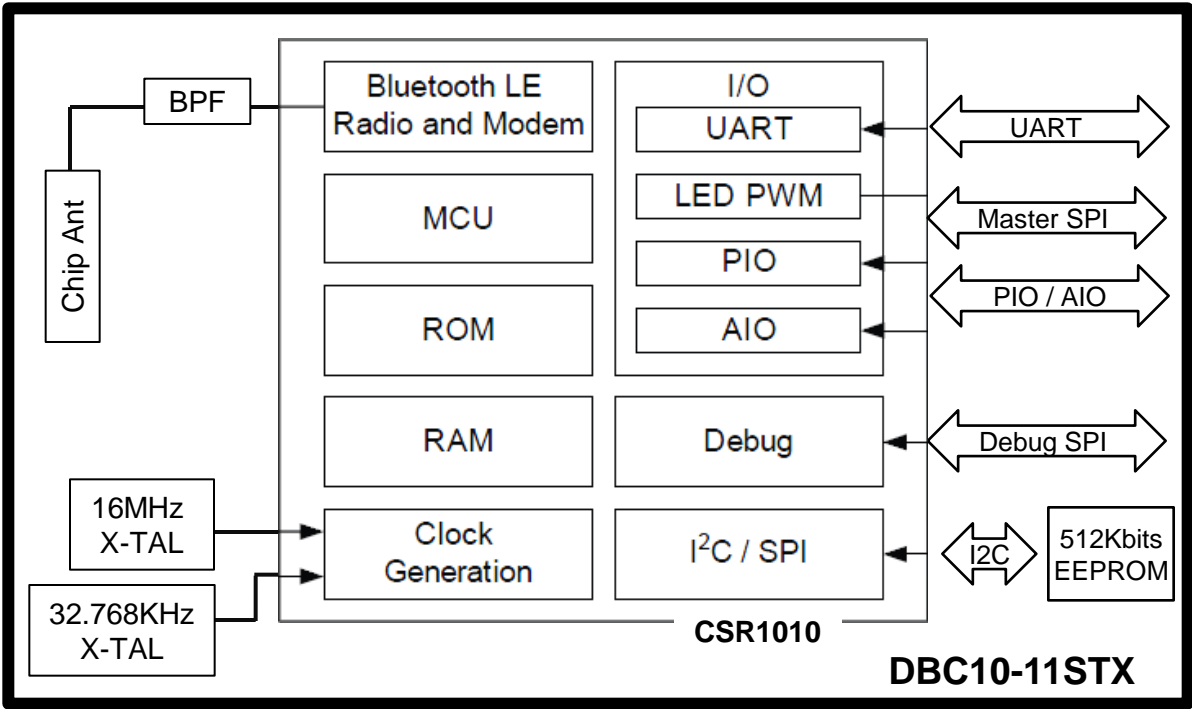 BPF
Chip Ant
Bluetooth LE
Radio and Modem
MCU
ROM
RAM
Clock
Generation
16MHz
X-TAL
32.768KHz
X-TAL
I/O
UART
LED PWM
PIO
AIO
Debug
I²C / SPI
UART
Master SPI
PIO / AIO
Debug SPI
I2C
512Kbits
EEPROM
CSR1010
DBC10-11STX